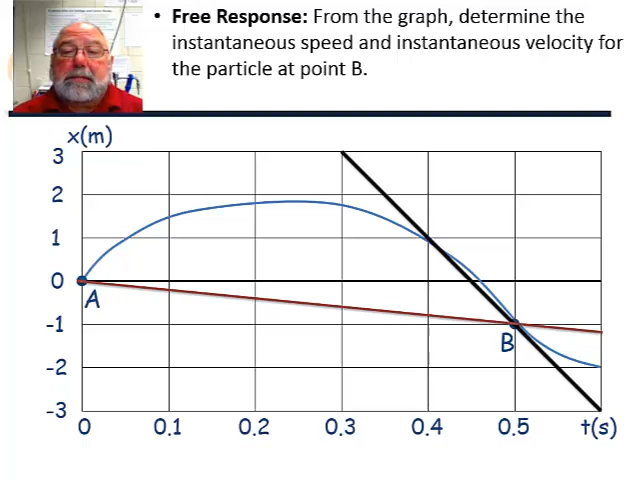 • Free Response: From the graph, determine the
instantaneous speed and instantaneous velocity for
the particle at point B.
x(m)
3
2
1
0
A
-1
B
-2
-3
0 0.1 0.2 0.3 0.4 0.5 t(s)